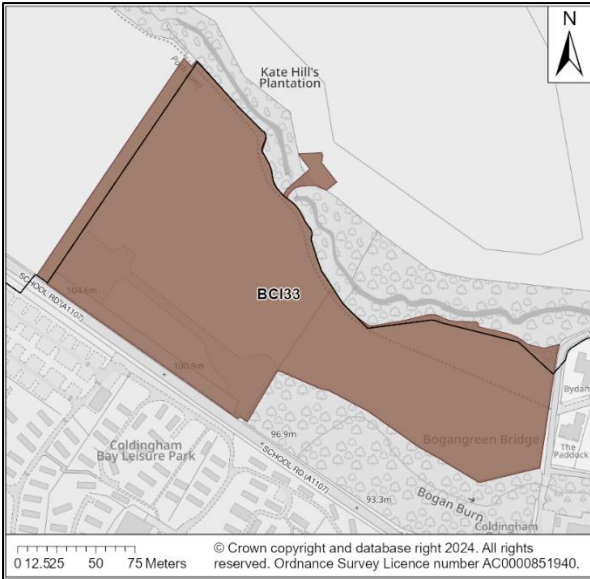 N
Kate Hill's
Plantation
BCI33
SCHOOL RD (A1107)
104.6m
100.9m
Coldingham
Bay Leisure Park
96.9m
SCHOOL RD (A1107)
Bogangreen Bridge
93.3m
Bogan Burn
Coldingham
Bydand
The
Paddock
0 12.525 50 75 Meters
© Crown copyright and database right 2024. All rights
reserved. Ordnance Survey Licence number AC0000851940.